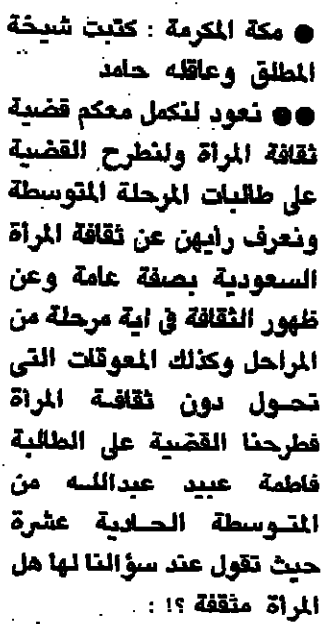 ● مكة المكرمة : كتبت شيخة
المطلق وعاقله حامد
●● نعود لنكمل معكم قضية
ثقافة المرأة ولنطرح القضية
على طالبات المرحلة المتوسطة
ونعرف رأيهن عن ثقافة المرأة
السعودية بصفة عامة وعن
ظهور الثقافة في اية مرحلة من
المراحل وكذلك المعوقات التى
تحول دون ثقافة المرأة
فطرحنا القضية على الطالبة
فاطمة عبيد عبدالله من
المتوسطة الحادية عشرة
حيث تقول عند سؤالنا لها هل
المرأة مثقفة ؟! :